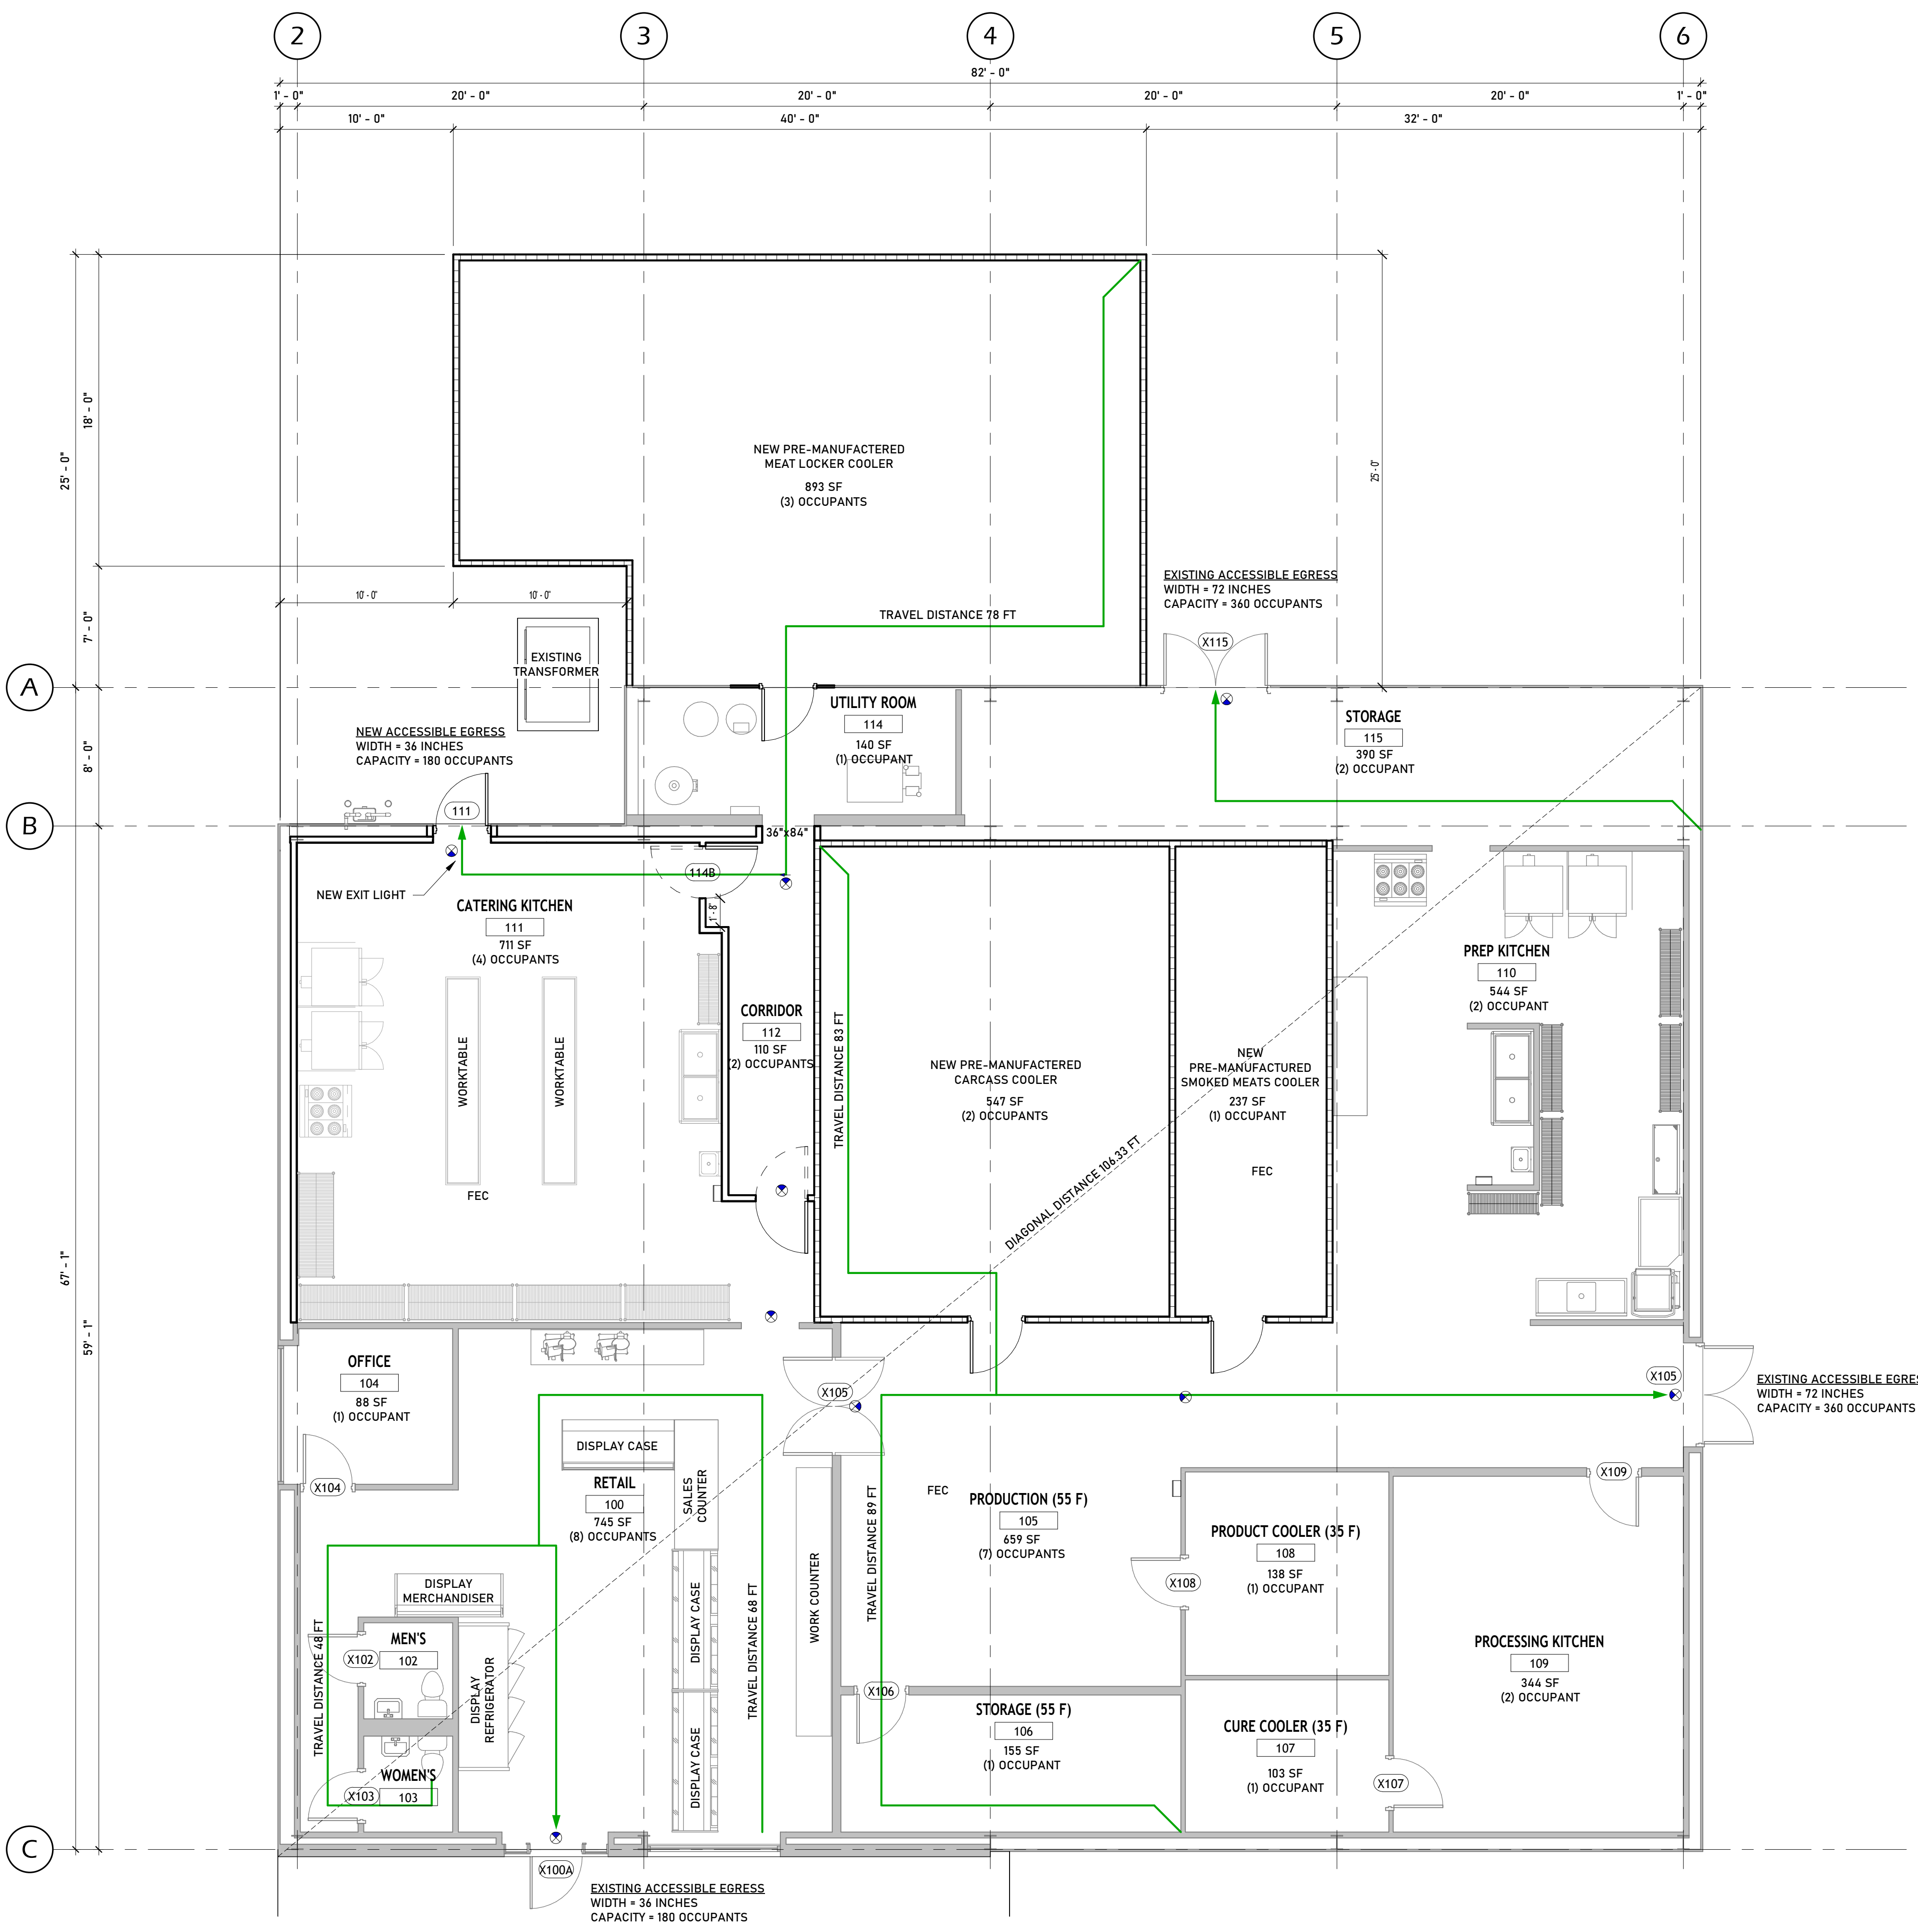 2
3
4
5
6
82' - 0"
1' - 0"
20' - 0"
20' - 0"
20' - 0"
20' - 0"
1' - 0"
10' - 0"
40' - 0"
32' - 0"
18' - 0"
25' - 0"
25' - 0"
NEW PRE-MANUFACTERED
MEAT LOCKER COOLER
893 SF
(3) OCCUPANTS
EXISTING ACCESSIBLE EGRESS
WIDTH = 72 INCHES
CAPACITY = 360 OCCUPANTS
10' - 0"
10' - 0"
7' - 0"
TRAVEL DISTANCE 78 FT
X115
EXISTING
TRANSFORMER
A
UTILITY ROOM
114
140 SF
(1) OCCUPANT
STORAGE
115
390 SF
(2) OCCUPANT
NEW ACCESSIBLE EGRESS
WIDTH = 36 INCHES
CAPACITY = 180 OCCUPANTS
8' - 0"
111
B
36"x84"
114B
NEW EXIT LIGHT
1' - 8"
CATERING KITCHEN
111
711 SF
(4) OCCUPANTS
PREP KITCHEN
110
544 SF
(2) OCCUPANT
CORRIDOR
112
110 SF
(2) OCCUPANTS
WORKTABLE
WORKTABLE
TRAVEL DISTANCE 83 FT
NEW PRE-MANUFACTERED
CARCASS COOLER
547 SF
(2) OCCUPANTS
NEW
PRE-MANUFACTURED
SMOKED MEATS COOLER
237 SF
(1) OCCUPANT
FEC
FEC
DIAGONAL DISTANCE 106.33 FT
67' - 1"
59' - 1"
OFFICE
104
88 SF
(1) OCCUPANT
X105
X105
EXISTING ACCESSIBLE EGRES
WIDTH = 72 INCHES
CAPACITY = 360 OCCUPANTS
DISPLAY CASE
X104
RETAIL
100
745 SF
(8) OCCUPANTS
SALES
COUNTER
X109
FEC
PRODUCTION (55 F)
105
659 SF
(7) OCCUPANTS
TRAVEL DISTANCE 89 FT
PRODUCT COOLER (35 F)
108
138 SF
(1) OCCUPANT
X108
DISPLAY
MERCHANDISER
DISPLAY CASE
TRAVEL DISTANCE 68 FT
WORK COUNTER
TRAVEL DISTANCE 48 FT
MEN'S
102
X102
DISPLAY
REFRIGERATOR
PROCESSING KITCHEN
109
344 SF
(2) OCCUPANT
X106
STORAGE (55 F)
106
155 SF
(1) OCCUPANT
CURE COOLER (35 F)
107
103 SF
(1) OCCUPANT
X107
DISPLAY CASE
WOMEN'S
103
X103
C
X100A
EXISTING ACCESSIBLE EGRESS
WIDTH = 36 INCHES
CAPACITY = 180 OCCUPANTS